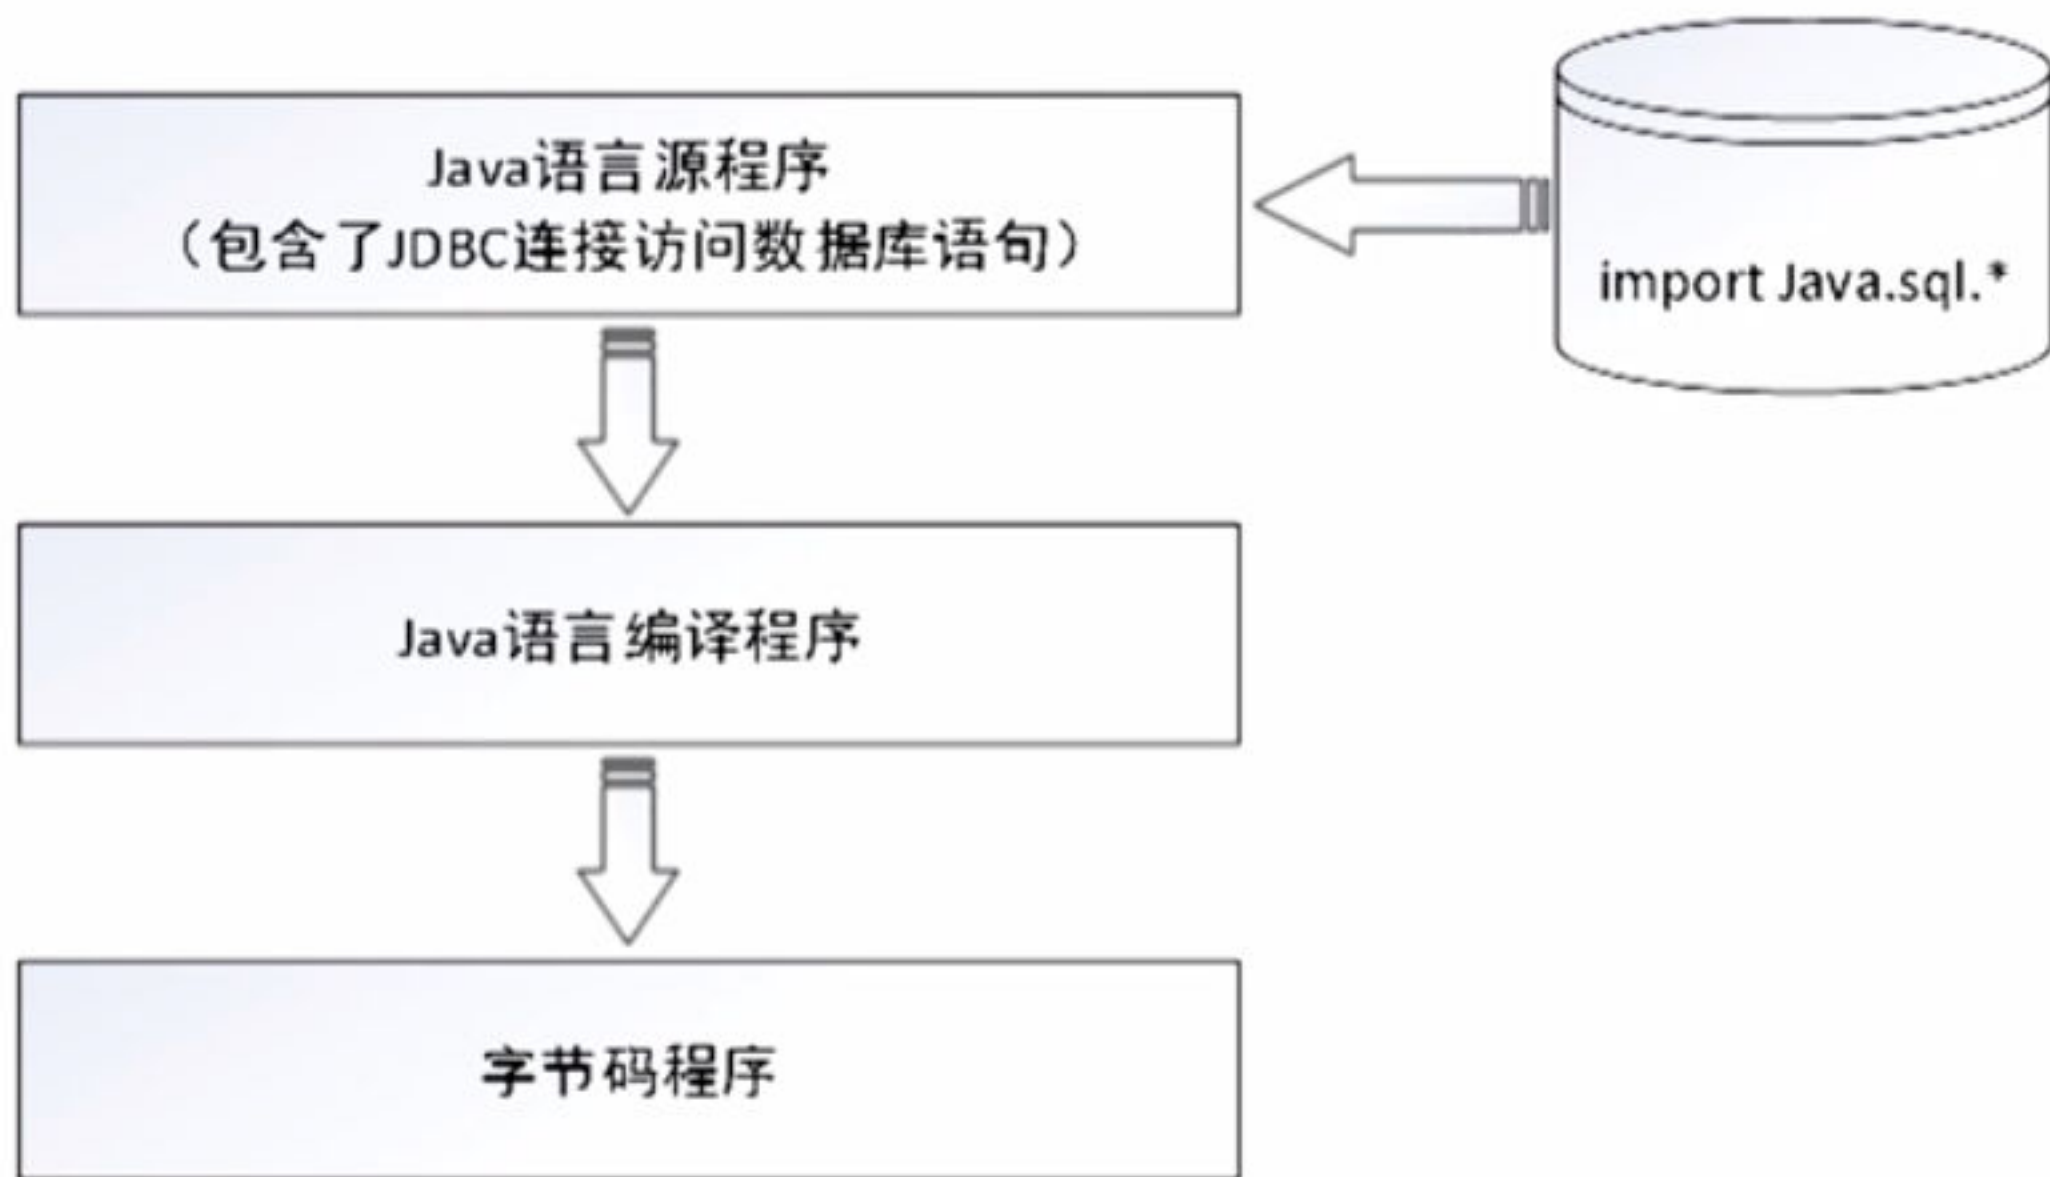 Java语言源程序
（包含了JDBC连接访问数据库语句）
import Java.sql.*
Java语言编译程序
字节码程序